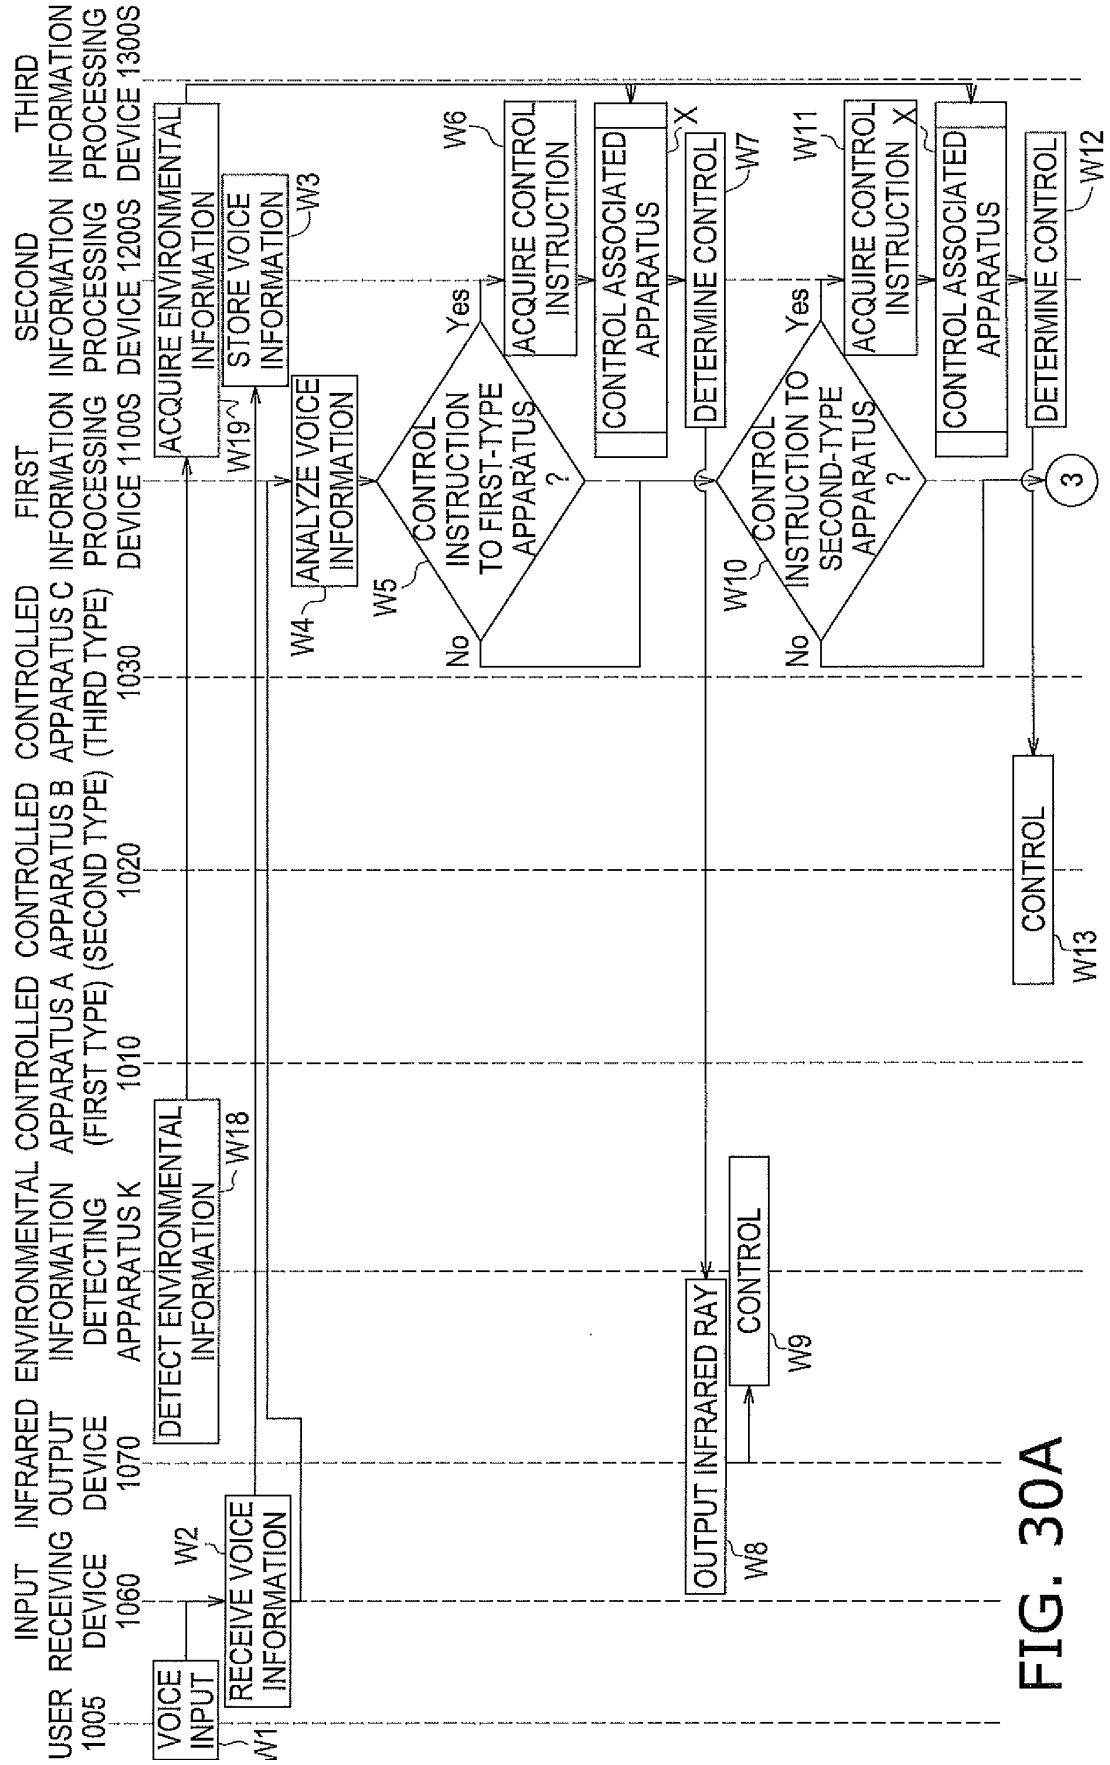 USER
1005
INPUT
RECEIVING
DEVICE
1060
INFRARED
OUTPUT
DEVICE
1070
ENVIRONMENTAL
INFORMATION
DETECTING
APPARATUS K
CONTROLLED
APPARATUS A
(FIRST TYPE)
1010
CONTROLLED
APPARATUS B
(SECOND TYPE)
1020
CONTROLLED
APPARATUS C
(THIRD TYPE)
1030
FIRST
INFORMATION
PROCESSING
DEVICE 1100S
SECOND
INFORMATION
PROCESSING
DEVICE 1200S
THIRD
INFORMATION
PROCESSING
DEVICE 1300S
VOICE
INPUT
W1
DETECT ENVIRONMENTAL
INFORMATION
W18
ACQUIRE ENVIRONMENTAL
INFORMATION
W19
W2
RECEIVE VOICE
INFORMATION
STORE VOICE
INFORMATION
W3
ANALYZE VOICE
INFORMATION
W4
W5
CONTROL
INSTRUCTION
TO FIRST-TYPE
APPARATUS
?
No
Yes
W6
ACQUIRE CONTROL
INSTRUCTION
CONTROL ASSOCIATED
APPARATUS
X
DETERMINE CONTROL
W7
OUTPUT INFRARED RAY
W8
CONTROL
W9
W10
CONTROL
INSTRUCTION TO
SECOND-TYPE
APPARATUS
?
No
Yes
W11
ACQUIRE CONTROL
INSTRUCTION
X
CONTROL ASSOCIATED
APPARATUS
DETERMINE CONTROL
W12
CONTROL
W13
3
FIG. 30A